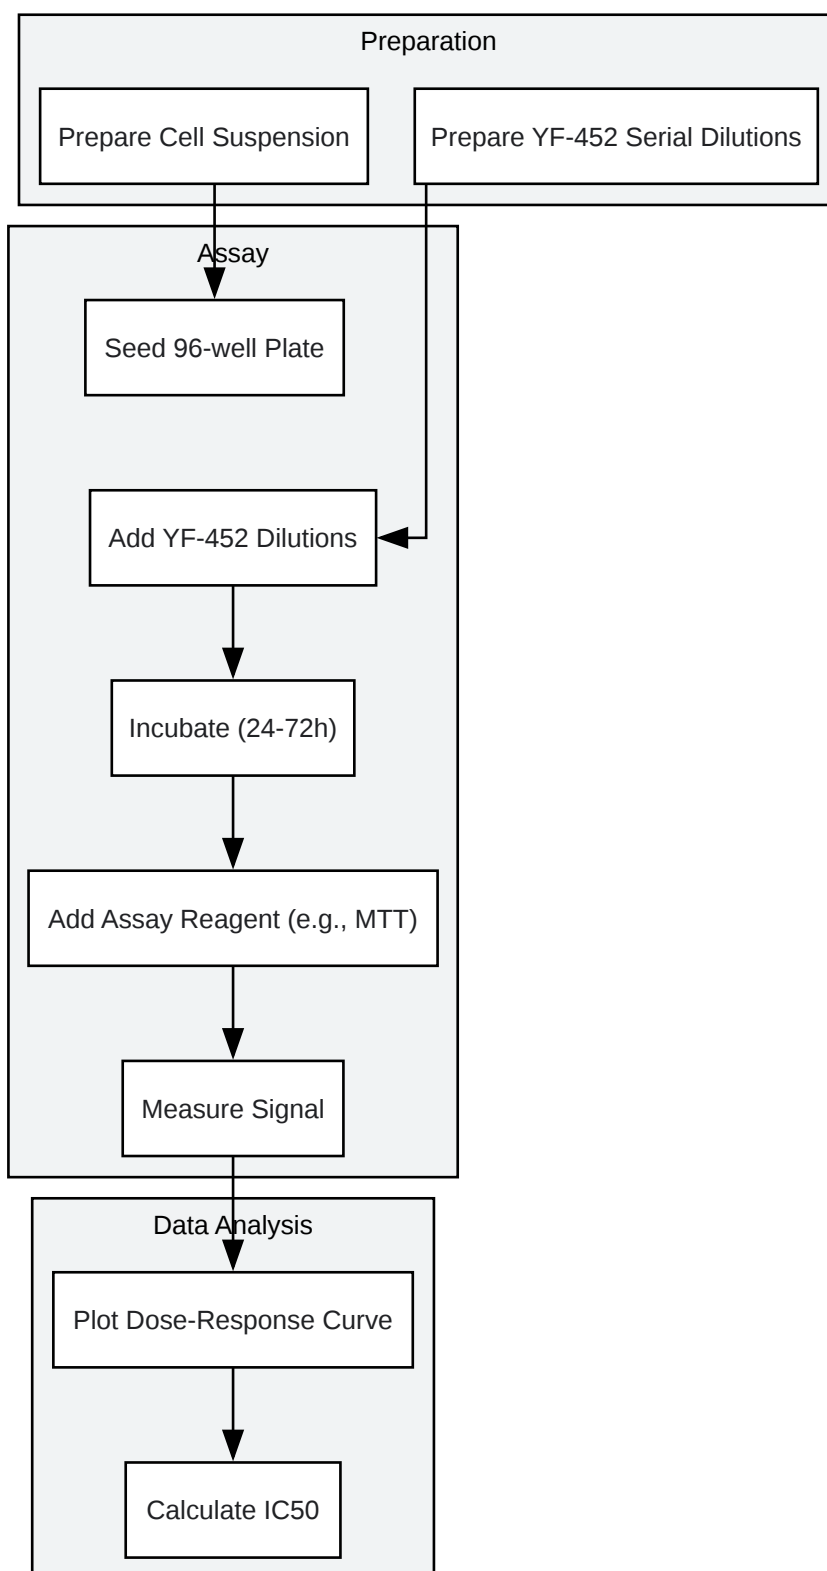 Preparation
Prepare Cell Suspension
Prepare YF-452 Serial Dilutions
Assay
Seed 96-well Plate
Add YF-452 Dilutions
Incubate (24-72h)
Add Assay Reagent (e.g., MTT)
Measure Signal
Data Analysis
Plot Dose-Response Curve
Calculate IC50